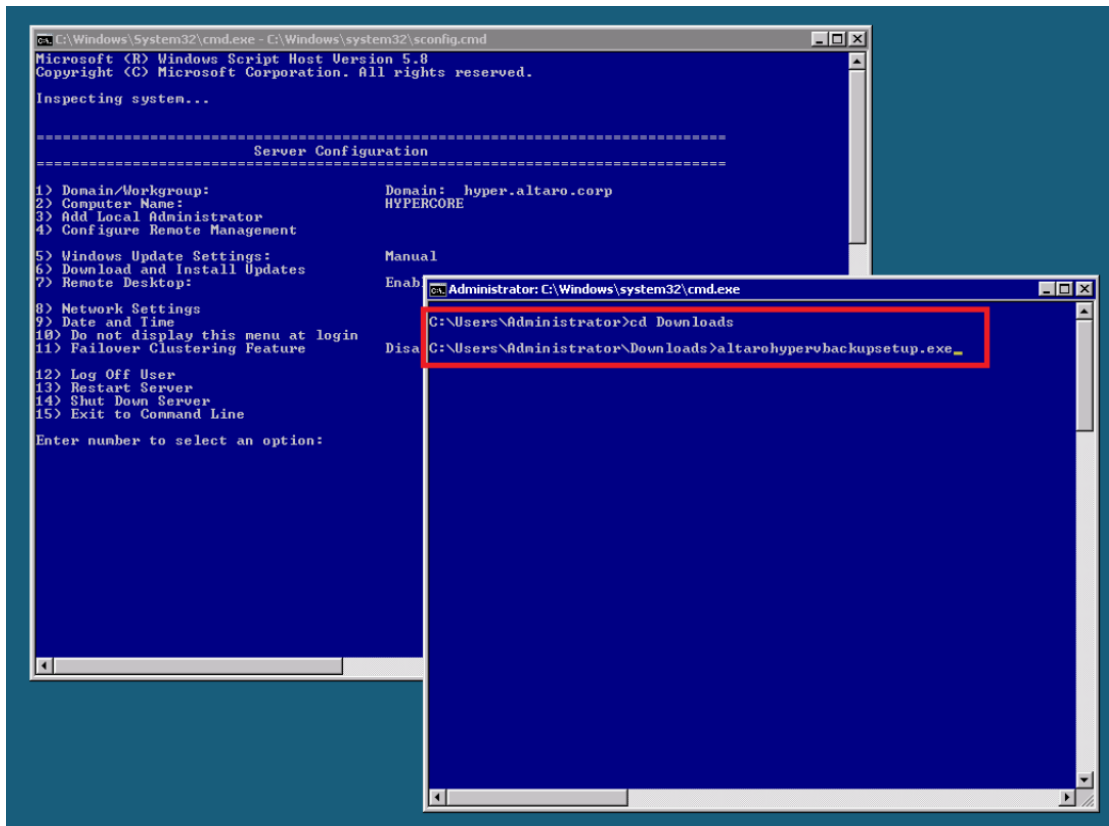 C:\Windows\System32\cmd.exe - C:\Windows\system32\sconfig.cmd
Microsoft (R) Windows Script Host Version 5.8
Copyright (C) Microsoft Corporation. All rights reserved.
Inspecting system...
===============================================================================
Server Configuration
===============================================================================
1) Domain/Workgroup: Domain: hyper.altaro.corp
2) Computer Name: HYPERCORE
3) Add Local Administrator
4) Configure Remote Management
5) Windows Update Settings: Manual
6) Download and Install Updates
7) Remote Desktop: Enab
8) Network Settings
9) Date and Time
10) Do not display this menu at login
11) Failover Clustering Feature Disa
12) Log Off User
13) Restart Server
14) Shut Down Server
15) Exit to Command Line
Enter number to select an option:
Administrator: C:\Windows\system32\cmd.exe
C:\Users\Administrator>cd Downloads
C:\Users\Administrator\Downloads>altarohypervbackupsetup.exe_